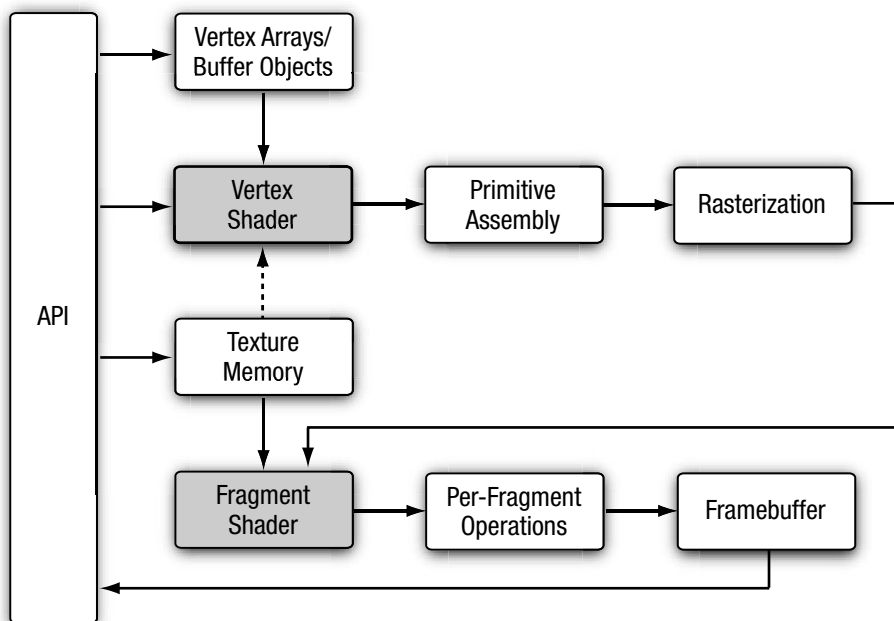 Vertex Arrays/
Buffer Objects
Vertex
Shader
Primitive
Assembly
Rasterization
API
Texture
Memory
Fragment
Shader
Per-Fragment
Operations
Framebuffer